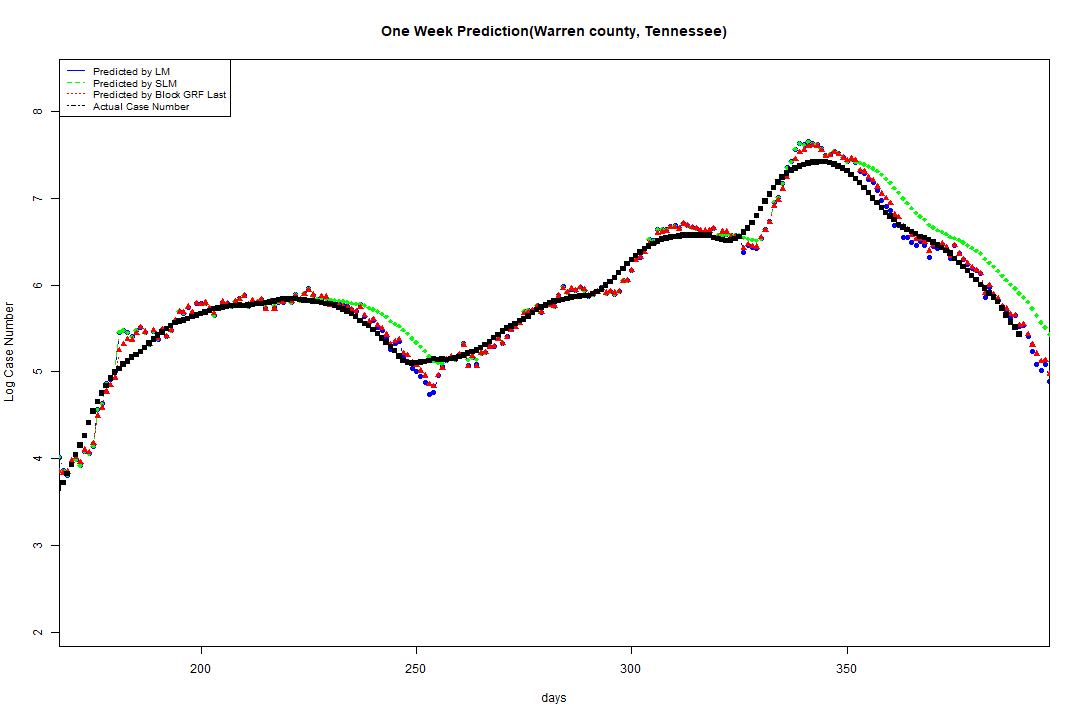 One Week Prediction(Warren county, Tennessee)
Predicted by LM
Predicted by SLM
Predicted by Block GRF Last
Actual Case Number
8
7
6
5
4
3
2
Log Case Number
200 250 300 350
days